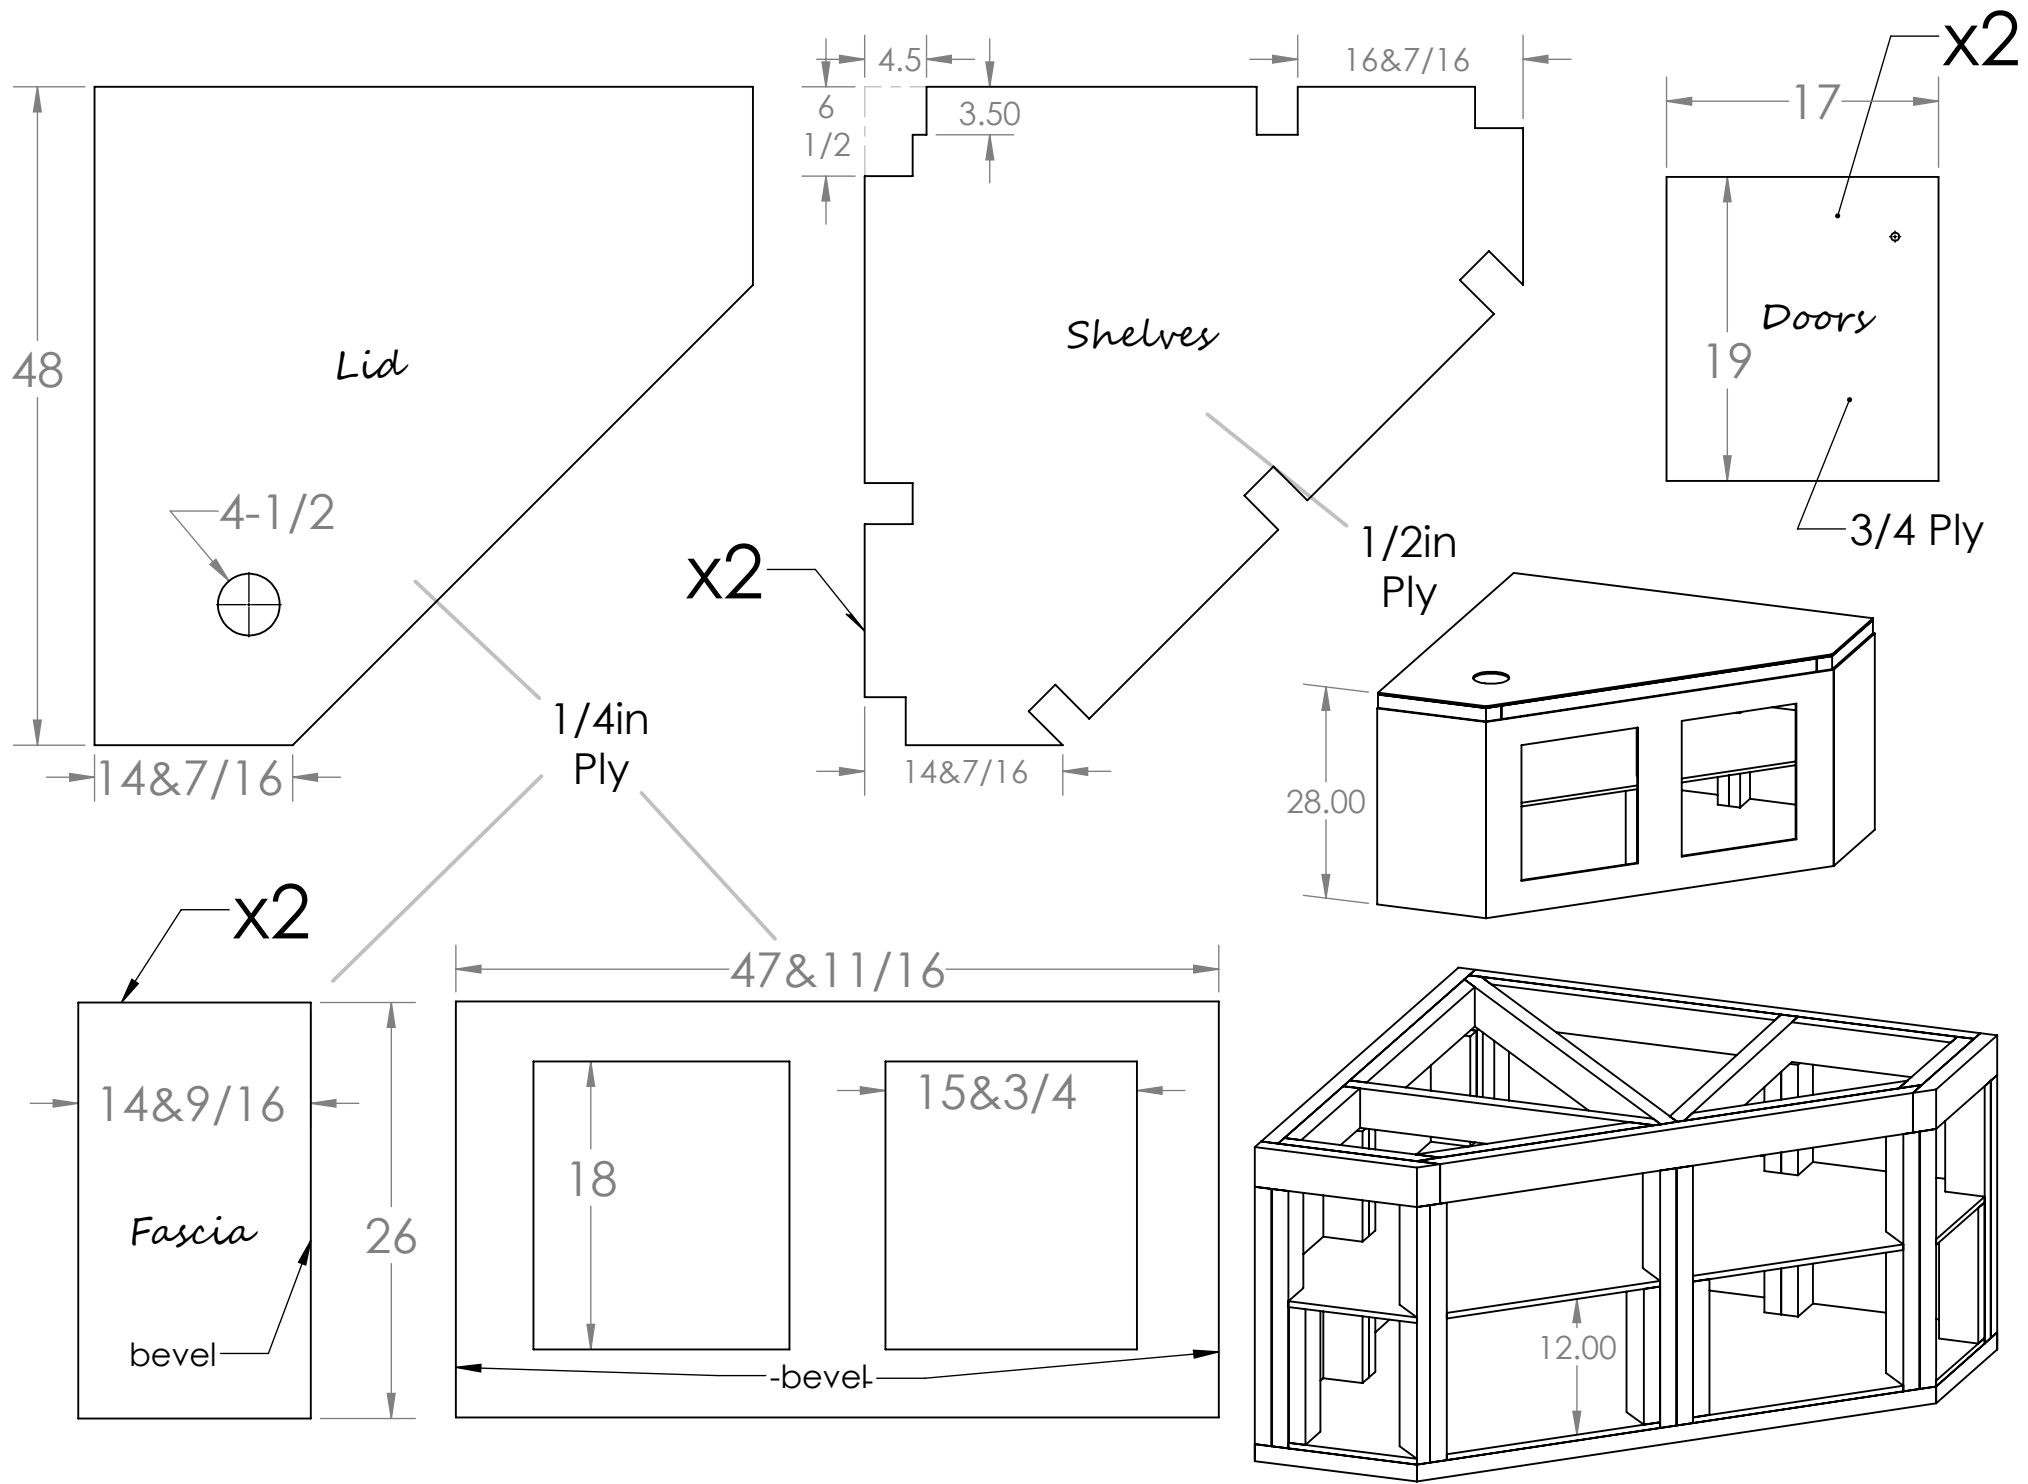 4.5
16&7/16
x2
6
1/2
3.50
17
Lid
48
4-1/2
14&7/16
Shelves
x2
1/2in
Ply
14&7/16
Doors
19
3/4 Ply
1/4in
Ply
28.00
x2
14&9/16
Fascia
bevel
26
47&11/16
18
15&3/4
-bevel-
12.00